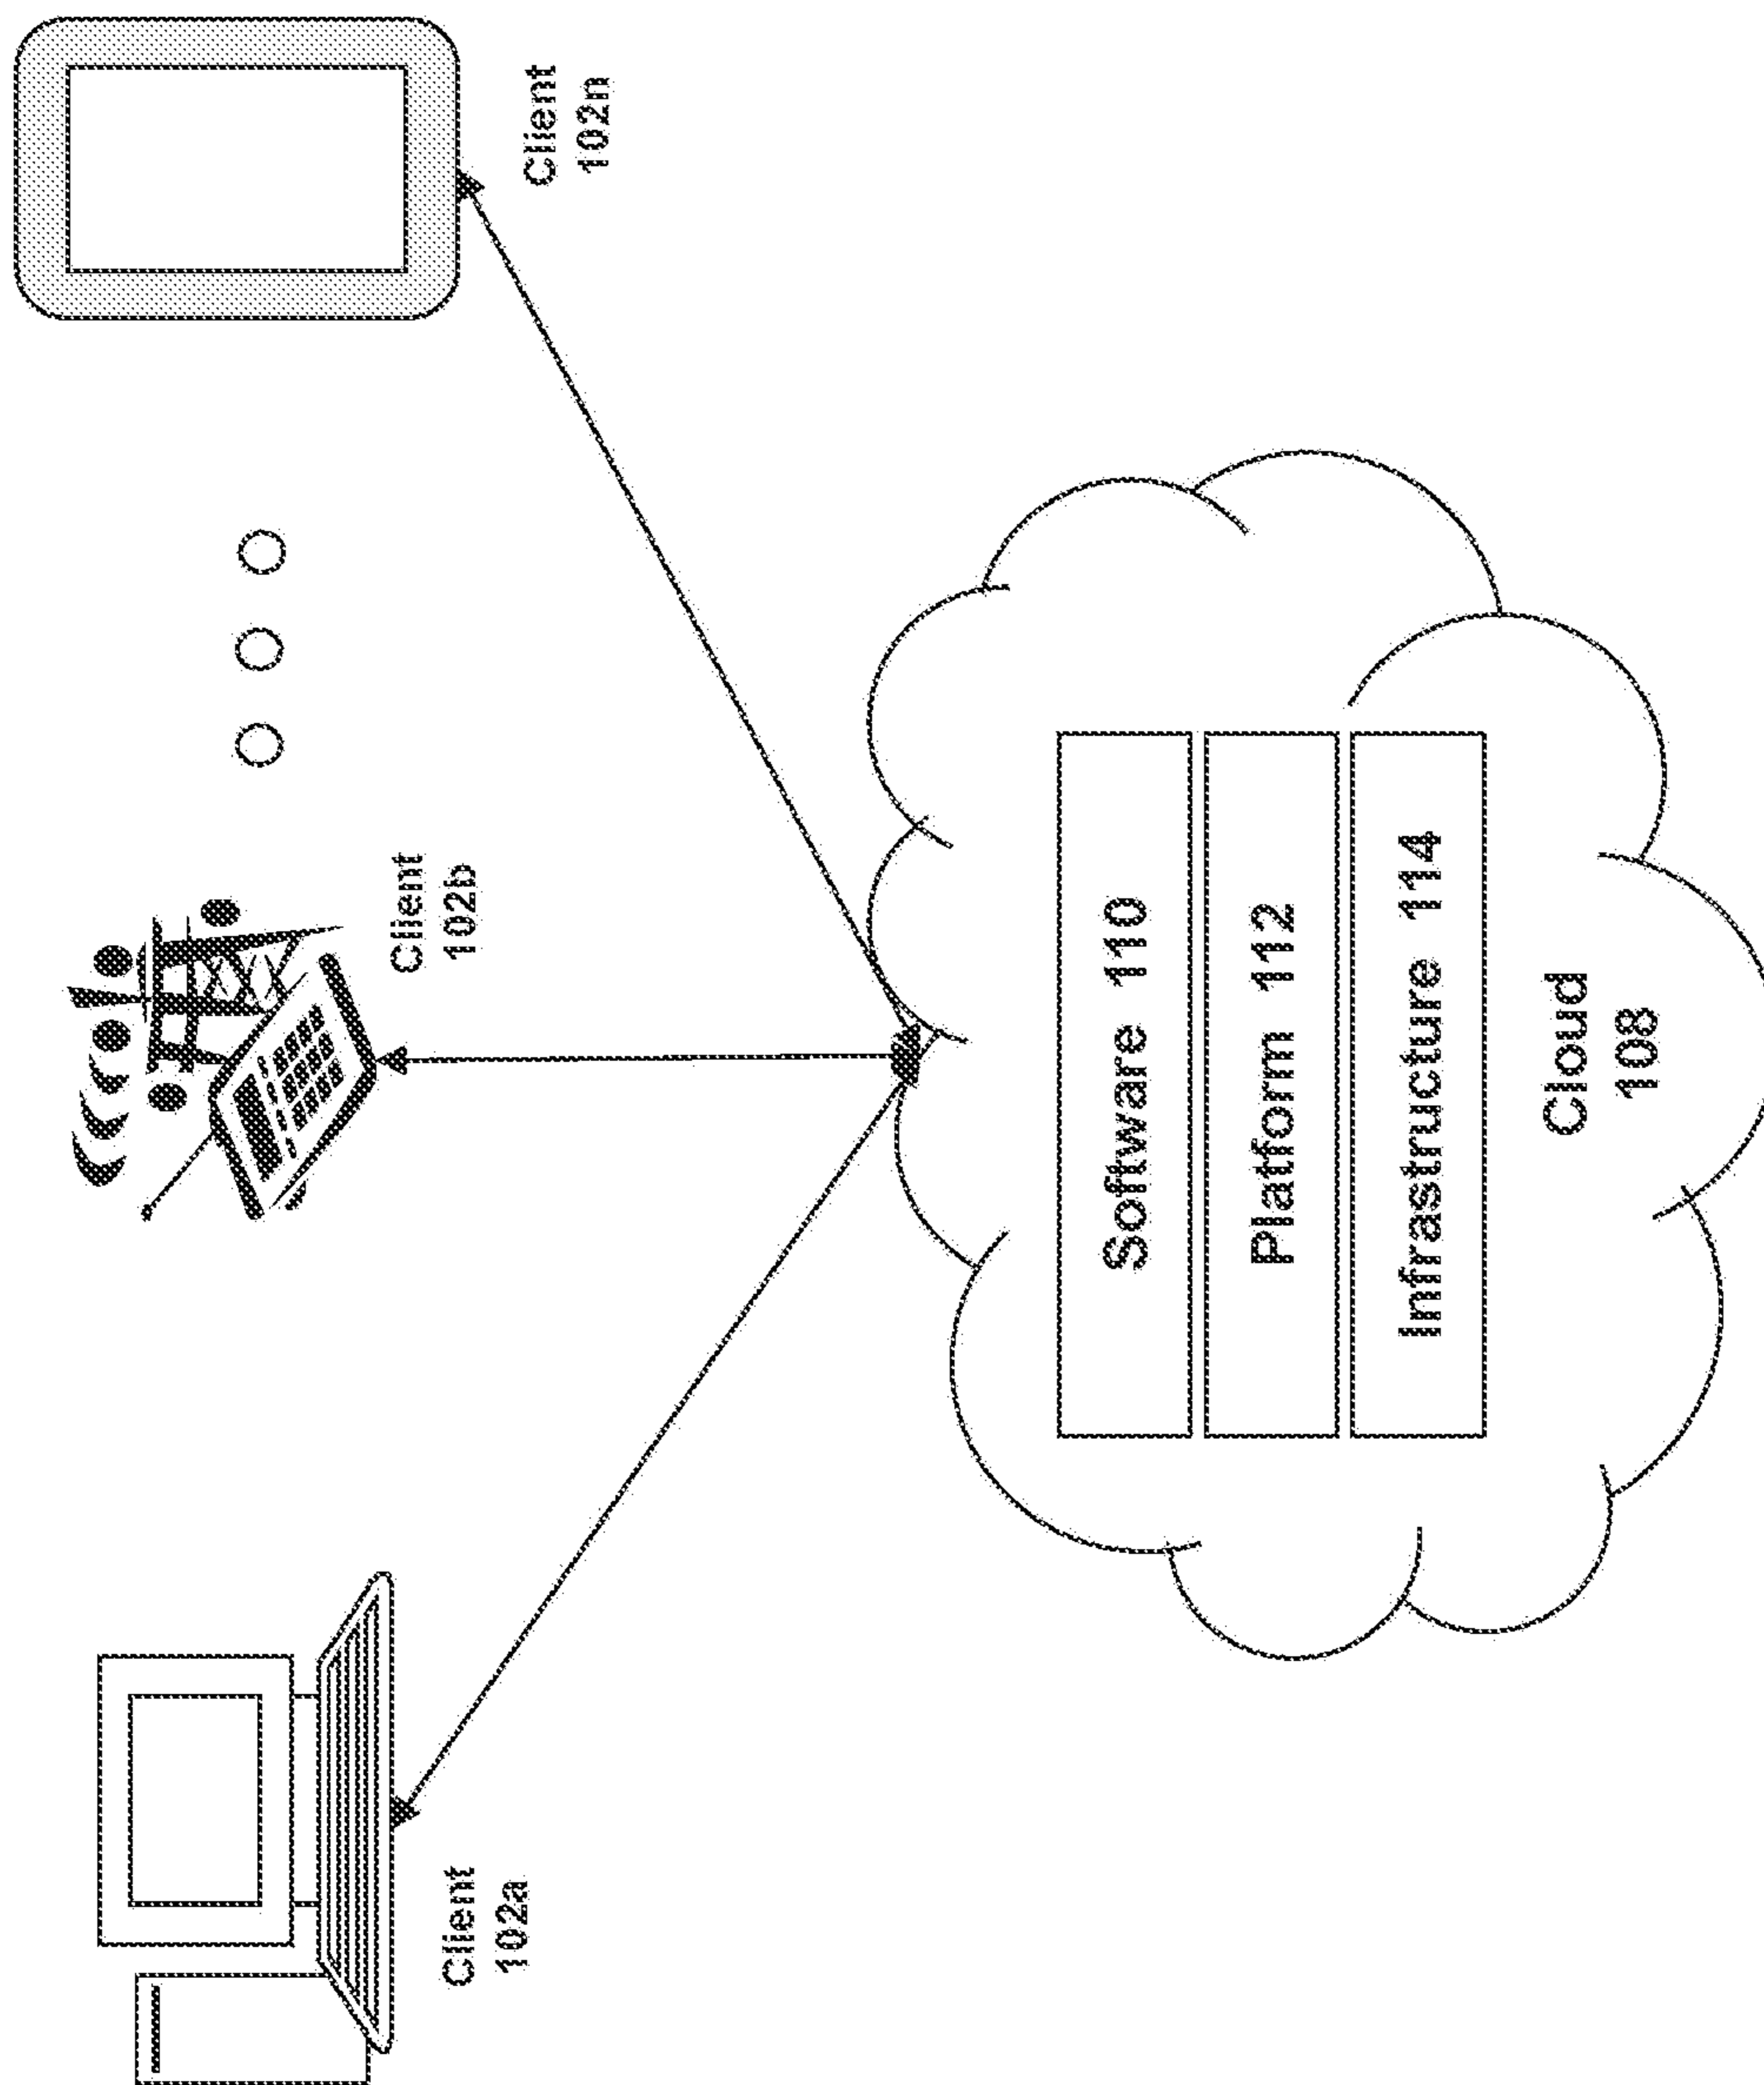 Client
102a
Client
102b
Client
102n
Software 110
Platform 112
Infrastructure 114
Cloud
108